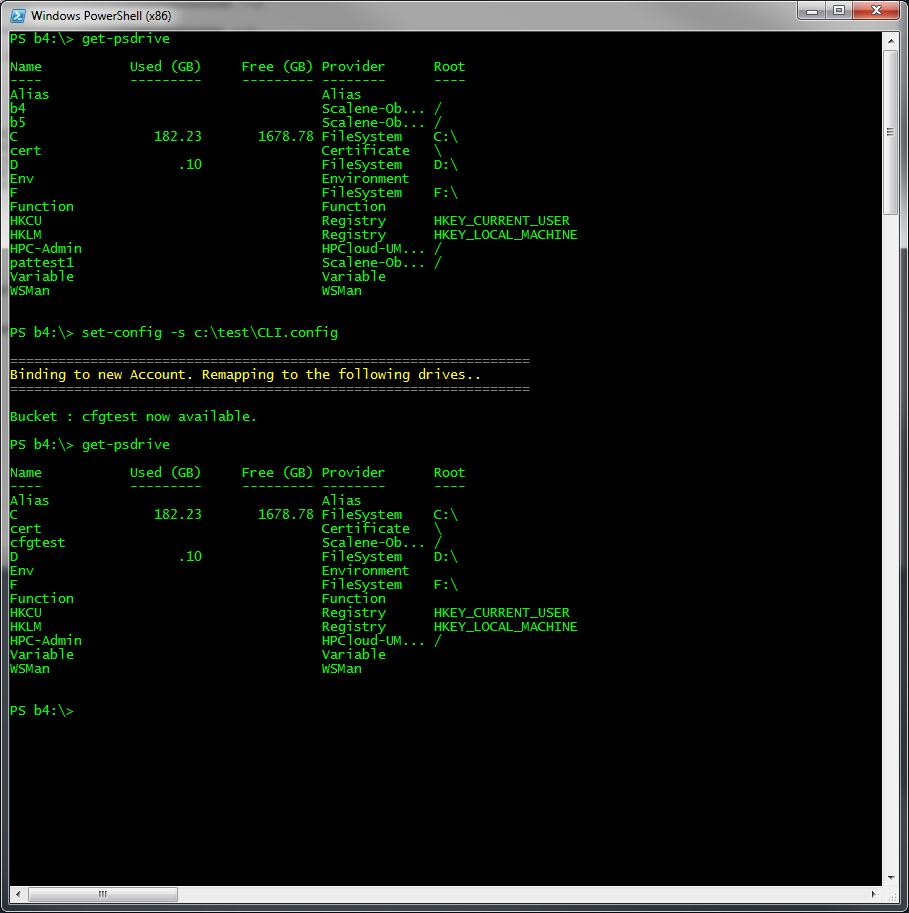 Windows PowerShell (x86)
PS b4:\> get-psdrive
Name Used (GB) Free (GB) Provider Root
---- --------- --------- -------- ----
Alias Alias
b4 Scalene-Ob... /
b5 Scalene-Ob... /
C 182.23 1678.78 FileSystem C:\
cert Certificate \
D .10 FileSystem D:\
Env Environment
F FileSystem F:\
Function Function
HKCU Registry HKEY_CURRENT_USER
HKLM Registry HKEY_LOCAL_MACHINE
HPC-Admin HPCloud-UM... /
pattest1 Scalene-Ob... /
Variable Variable
WSMan WSMan
PS b4:\> set-config -s c:\test\CLI.config
=================================================================
Binding to new Account. Remapping to the following drives..
=================================================================
Bucket : cfgtest now available.
PS b4:\> get-psdrive
Name Used (GB) Free (GB) Provider Root
---- --------- --------- -------- ----
Alias Alias
C 182.23 1678.78 FileSystem C:\
cert Certificate \
cfgtest Scalene-Ob... /
D .10 FileSystem D:\
Env Environment
F FileSystem F:\
Function Function
HKCU Registry HKEY_CURRENT_USER
HKLM Registry HKEY_LOCAL_MACHINE
HPC-Admin HPCloud-UM... /
Variable Variable
WSMan WSMan
PS b4:\>